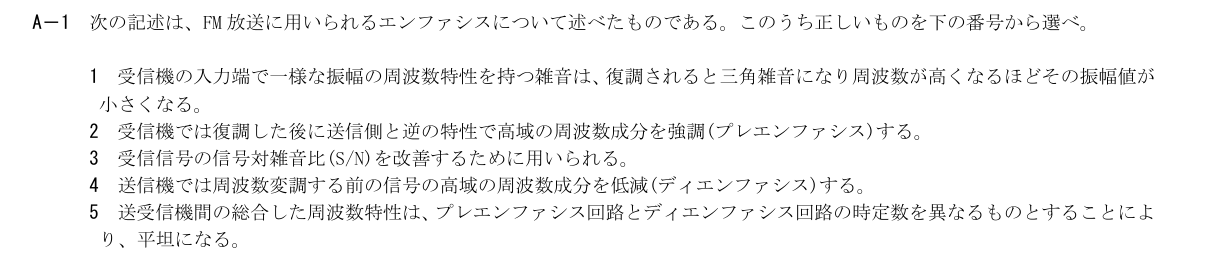 A－1 次の記述は、FM 放送に用いられるエンファシスについて述べたものである。このうち正しいものを下の番号から選べ。
1 受信機の入力端で一様な振幅の周波数特性を持つ雑音は、復調されると三角雑音になり周波数が高くなるほどその振幅値が
小さくなる。
2 受信機では復調した後に送信側と逆の特性で高域の周波数成分を強調(プレエンファシス)する。
3 受信信号の信号対雑音比(S/N)を改善するために用いられる。
4 送信機では周波数変調する前の信号の高域の周波数成分を低減(ディエンファシス)する。
5 送受信機間の総合した周波数特性は、プレエンファシス回路とディエンファシス回路の時定数を異なるものとすることによ
り、平坦になる。